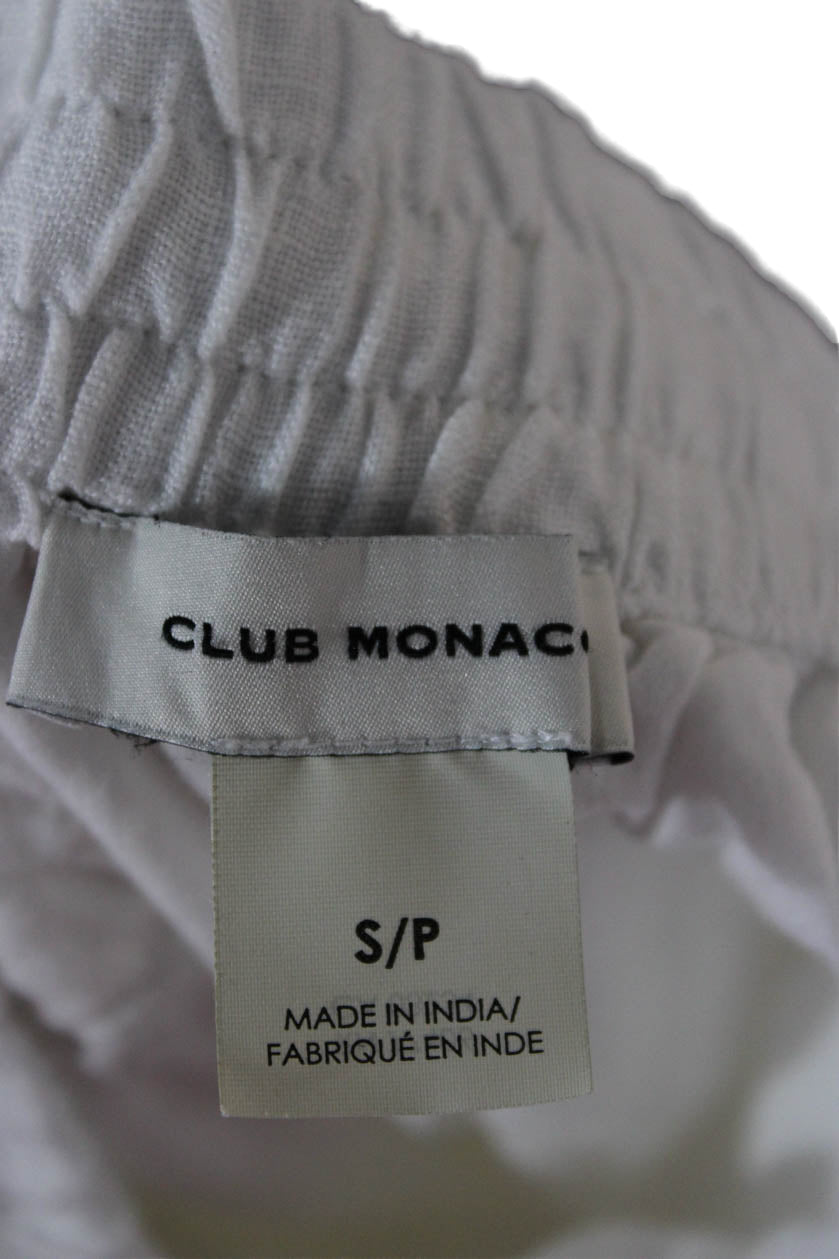 CLUB MONACO
S/P
MADE IN INDIA/
FABRIQUÉ EN INDE